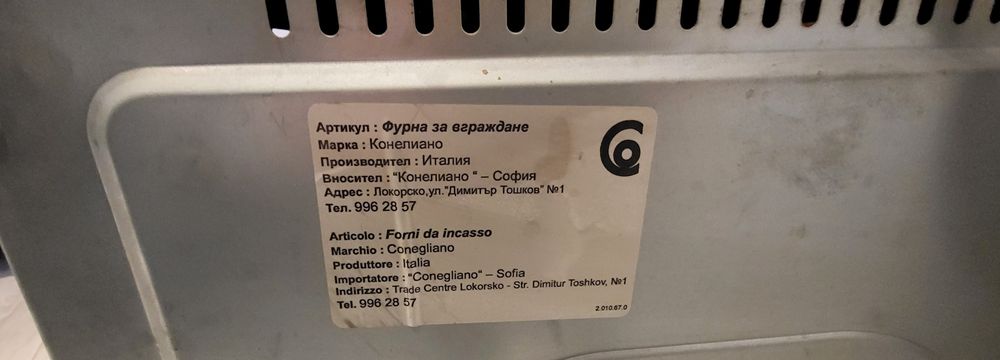 Артикул : Фурна за вграждане
Марка : Конелиано
Производител : Италия
Вносител : "Конелиано " – София
Адрес : Локорско,ул."Димитър Тошков" №1
Тел. 996 28 57
Articolo : Forni da incasso
Marchio : Conegliano
Produttore : Italia
Importatore : "Conegliano" – Sofia
Indirizzo : Trade Centre Lokorsko - Str. Dimitur Toshkov, №1
Tel. 996 28 57
2.010.67.0